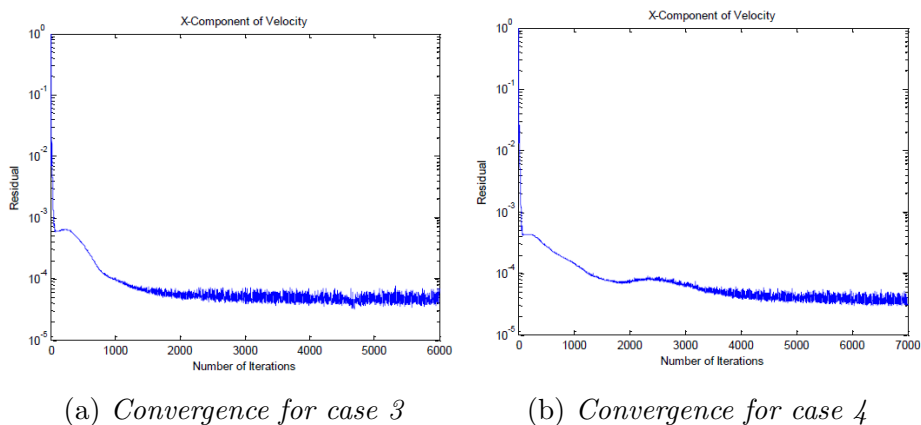 X-Component of Velocity
10^0
10^-1
10^-2
10^-3
10^-4
10^-5
Residual
0 1000 2000 3000 4000 5000 6000
Number of Iterations
(a) Convergence for case 3
X-Component of Velocity
10^0
10^-1
10^-2
10^-3
10^-4
10^-5
Residual
0 1000 2000 3000 4000 5000 6000 7000
Number of Iterations
(b) Convergence for case 4